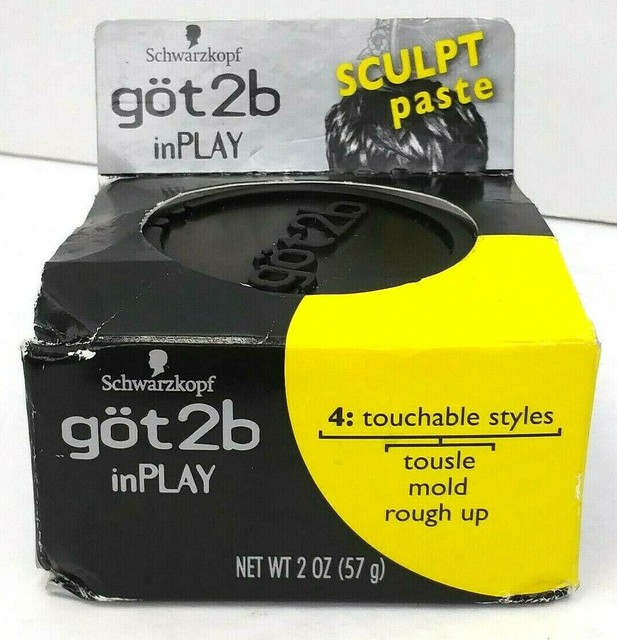 Schwarzkopf
göt2b
inPLAY
SCULPT
paste
göt2b
Schwarzkopf
göt2b
inPLAY
4: touchable styles
tousle
mold
rough up
NET WT 2 OZ (57 g)